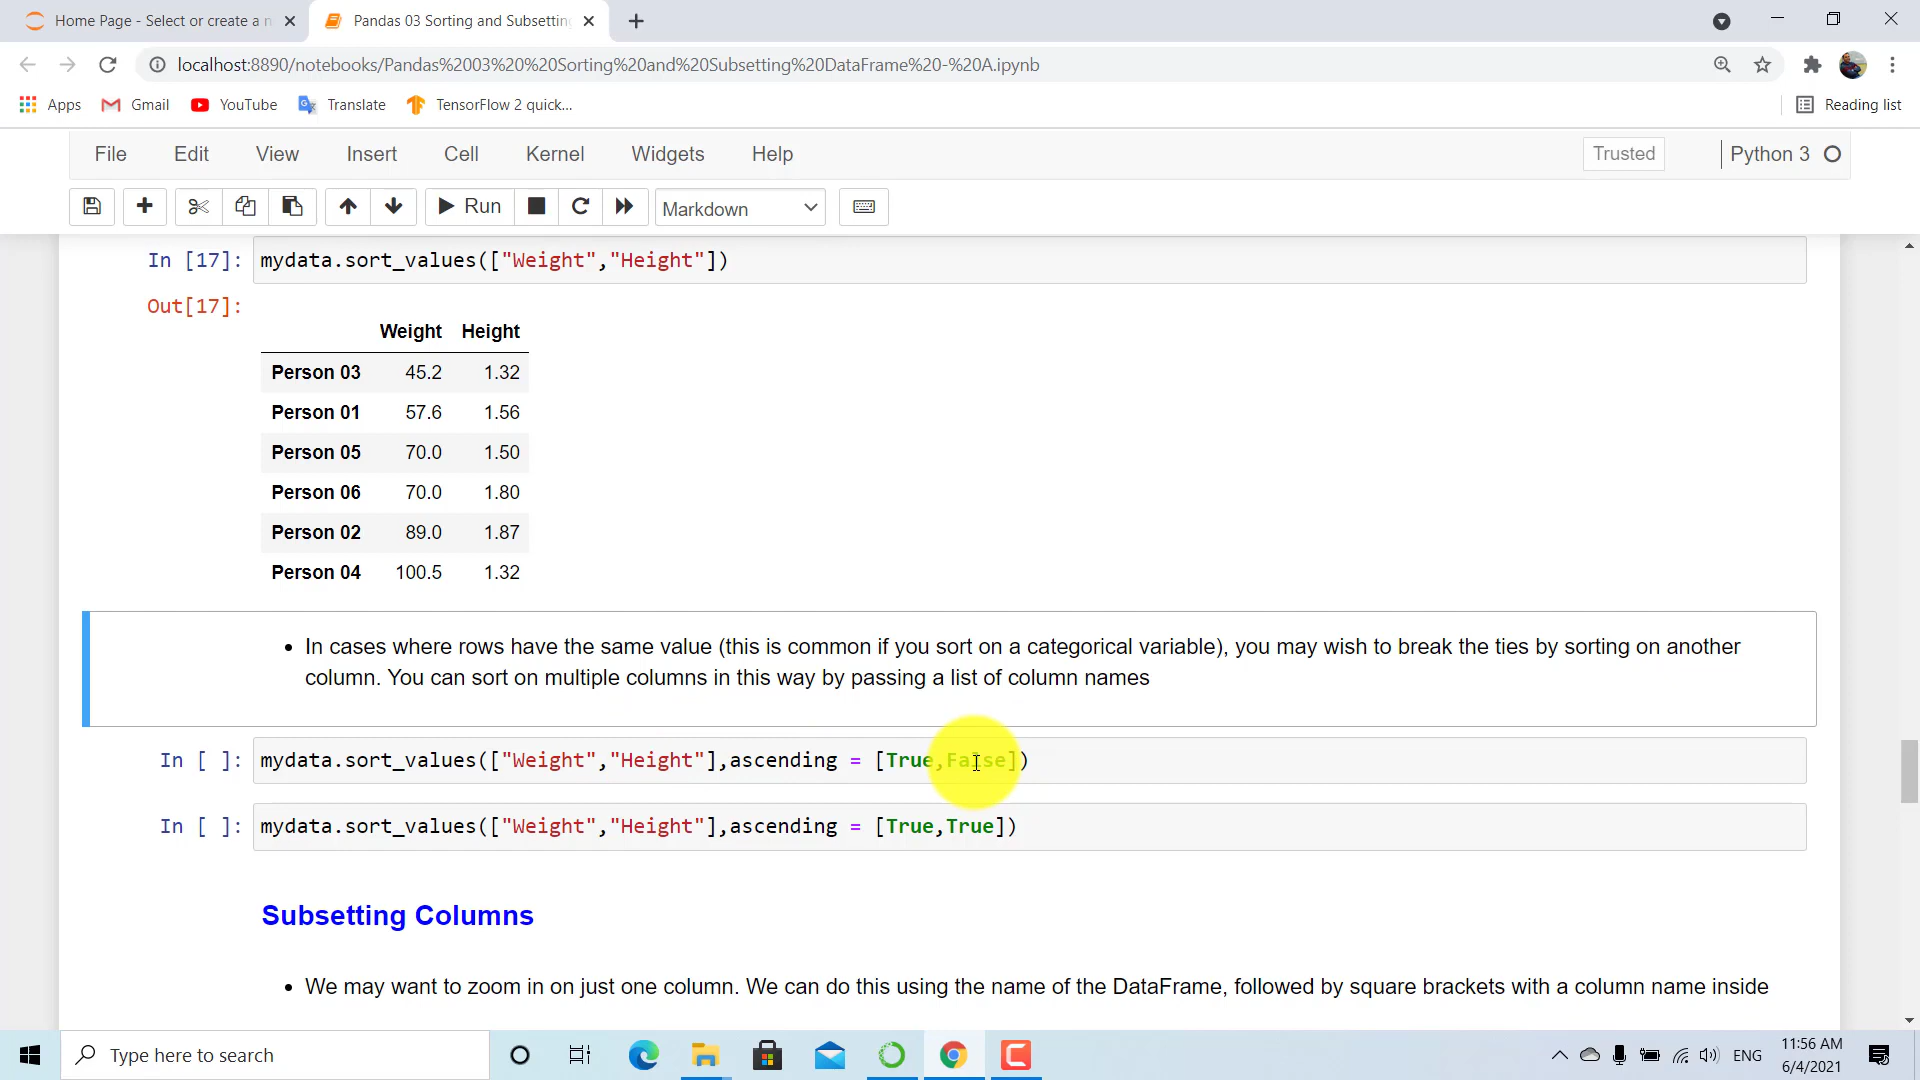 Home Page - Select or create a n
Pandas 03 Sorting and Subsettin
localhost:8890/notebooks/Pandas%2003%20%20Sorting%20and%20Subsetting%20DataFrame%20-%20A.ipynb
Apps Gmail YouTube Translate TensorFlow 2 quick... Reading list
File Edit View Insert Cell Kernel Widgets Help Trusted Python 3
Run Markdown
In [17]: mydata.sort_values(["Weight","Height"])
Out[17]:
Weight Height
Person 03 45.2 1.32
Person 01 57.6 1.56
Person 05 70.0 1.50
Person 06 70.0 1.80
Person 02 89.0 1.87
Person 04 100.5 1.32
• In cases where rows have the same value (this is common if you sort on a categorical variable), you may wish to break the ties by sorting on another
column. You can sort on multiple columns in this way by passing a list of column names
In [ ]: mydata.sort_values(["Weight","Height"],ascending = [True,False])
In [ ]: mydata.sort_values(["Weight","Height"],ascending = [True,True])
Subsetting Columns
• We may want to zoom in on just one column. We can do this using the name of the DataFrame, followed by square brackets with a column name inside
Type here to search
ENG
11:56 AM
6/4/2021